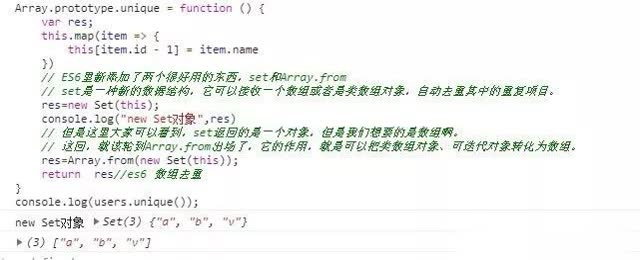 Array.prototype.unique = function () {
var res;
this.map(item => {
this[item.id - 1] = item.name
})
// ES6里新添加了两个很好用的东西，set和Array.from
// set是一种新的数据结构，它可以接收一个数组或者是类数组对象，自动去重其中的重复项目。
res=new Set(this);
console.log("new Set对象",res)
// 但是这里大家可以看到，set返回的是一个对象，但是我们想要的是数组啊。
// 这回，就该轮到Array.from出场了，它的作用，就是可以把类数组对象、可迭代对象转化为数组。
res=Array.from(new Set(this));
return res//es6 数组去重
}
console.log(users.unique());
new Set对象 ▶ Set(3) {"a", "b", "v"}
▶ (3) ["a", "b", "v"]